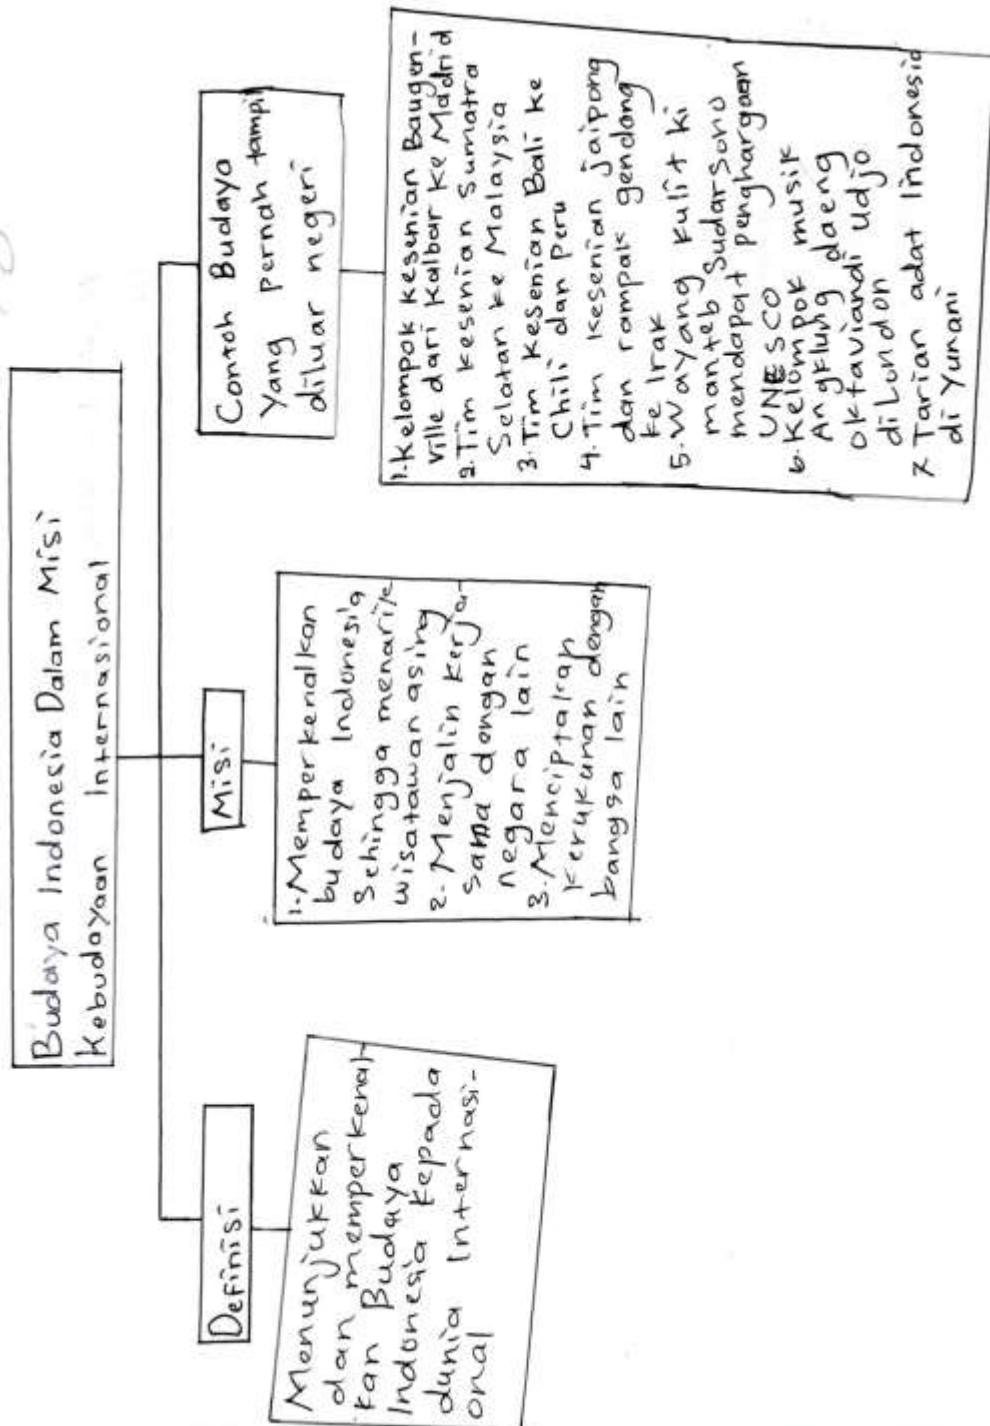 Budaya Indonesia Dalam Misi
Kebudayaan Internasional
Definisi
Menunjukkan
dan memperkenal-
kan Budaya
Indonesia kepada
dunia Internasi-
onal
Misi
1. Memperkenalkan
budaya Indonesia
Sehingga menarik
wisatawan asing
2. Menjalin kerja-
sama dengan
negara lain
3. Menciptakan
kerukunan dengan
bangsa lain
Contoh Budaya
Yang pernah tampil
diluar negeri
1. Kelompok kesenian Baugen-
ville dari Kalbar ke Madrid
2. Tim kesenian Sumatra
Selatan ke Malaysia
3. Tim kesenian Bali ke
Chili dan Peru
4. Tim kesenian jaipong
dan rampak gendang
ke Irak
5. Wayang kulit ki
manteb Sudarsono
mendapat penghargaan
UNESCO
6. Kelompok musik
Angklung daeng
oktaviandi udjo
di London
7 Tarian adat Indonesia
di Yunani